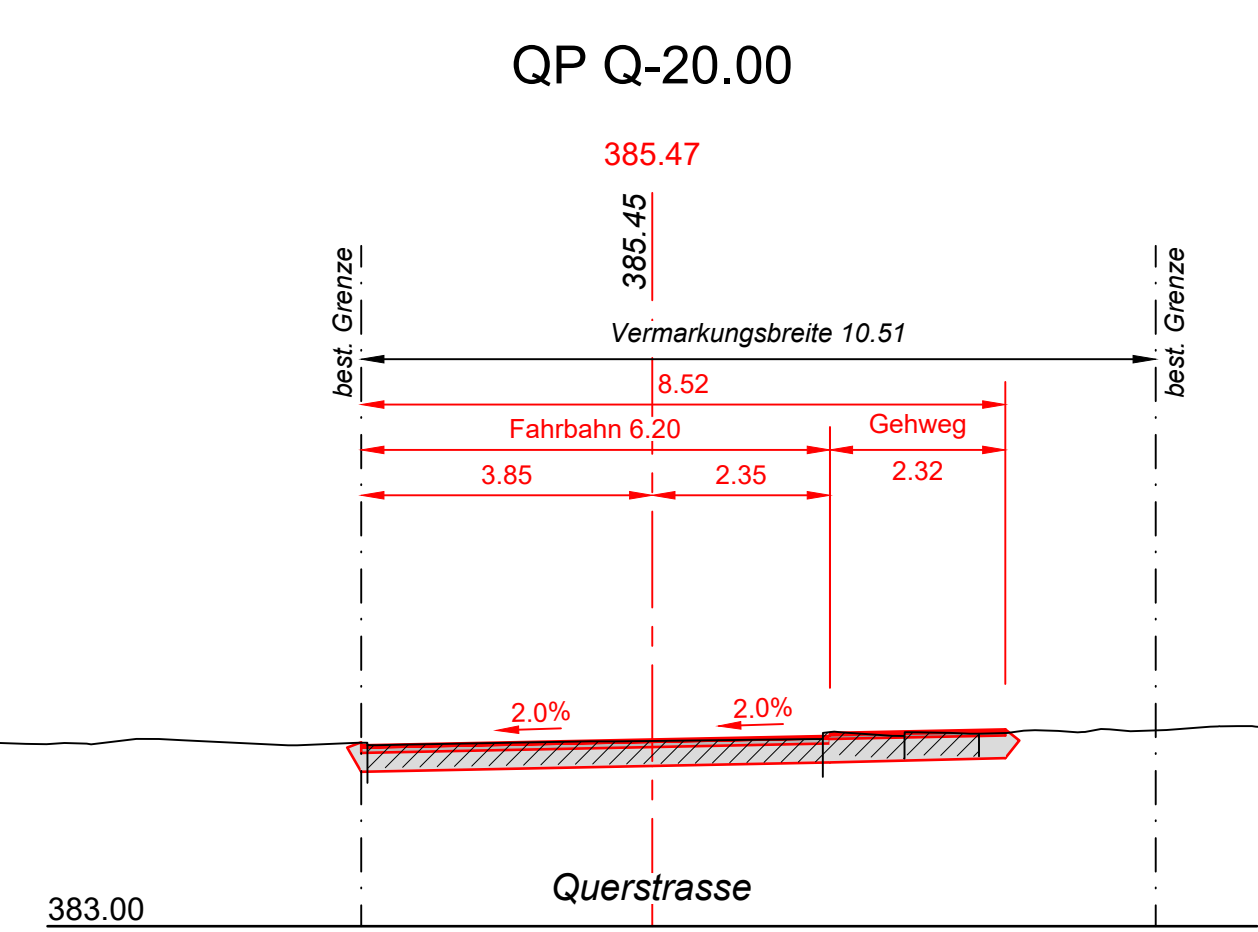 QP Q-20.00
385.47
385.45
best. Grenze
best. Grenze
Vermarkungsbreite 10.51
8.52
Fahrbahn 6.20
Gehweg
3.85
2.35
2.32
2.0%
2.0%
Querstrasse
383.00